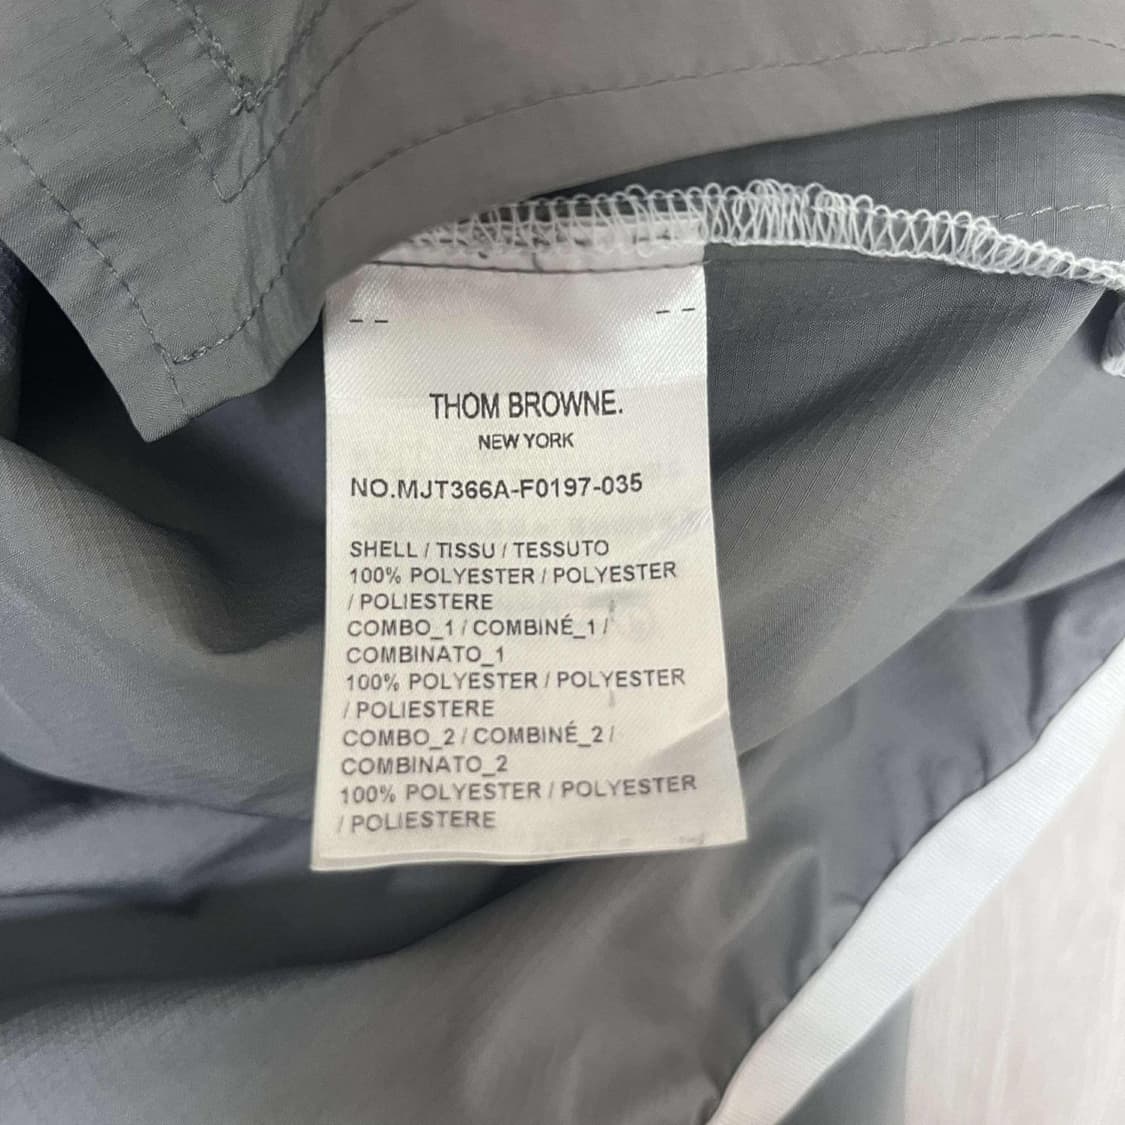 THOM BROWNE.
NEW YORK
NO.MJT366A-F0197-035
SHELL / TISSU / TESSUTO
100% POLYESTER / POLYESTER
/ POLIESTERE
COMBO_1 / COMBINÉ_1 /
COMBINATO_1
100% POLYESTER / POLYESTER
/ POLIESTERE
COMBO_2 / COMBINÉ_2 /
COMBINATO_2
100% POLYESTER / POLYESTER
/ POLIESTERE